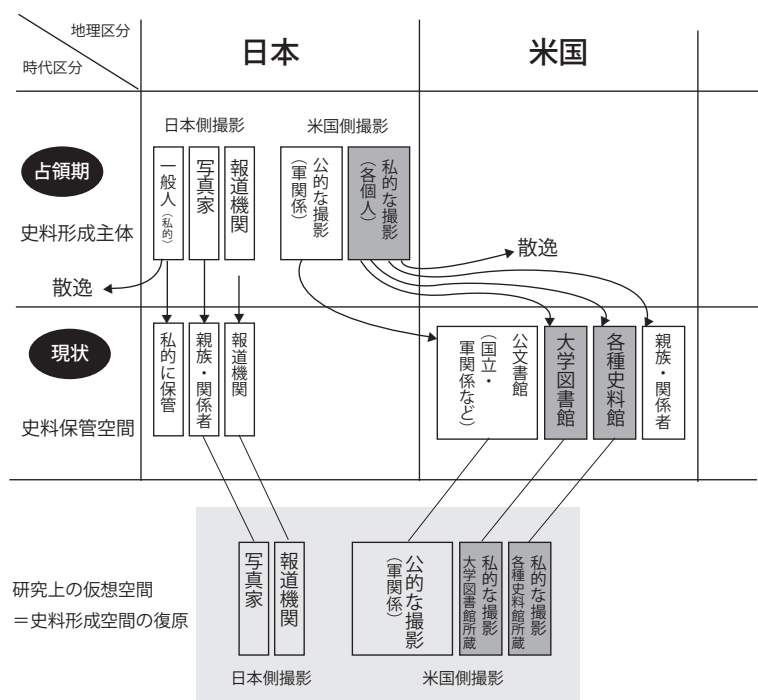 地理区分
時代区分
日本
米国
日本側撮影
米国側撮影
占領期
史料形成主体
一般人（私的）
写真家
報道機関
公的な撮影
（軍関係）
私的な撮影
（各個人）
散逸
散逸
現状
史料保管空間
私的に保管
親族・関係者
報道機関
公文書館
（国立・
軍関係など）
大学図書館
各種史料館
親族・関係者
研究上の仮想空間
＝史料形成空間の復原
写真家
報道機関
公的な撮影
（軍関係）
私的な撮影
大学図書館所蔵
私的な撮影
各種史料館所蔵
日本側撮影
米国側撮影